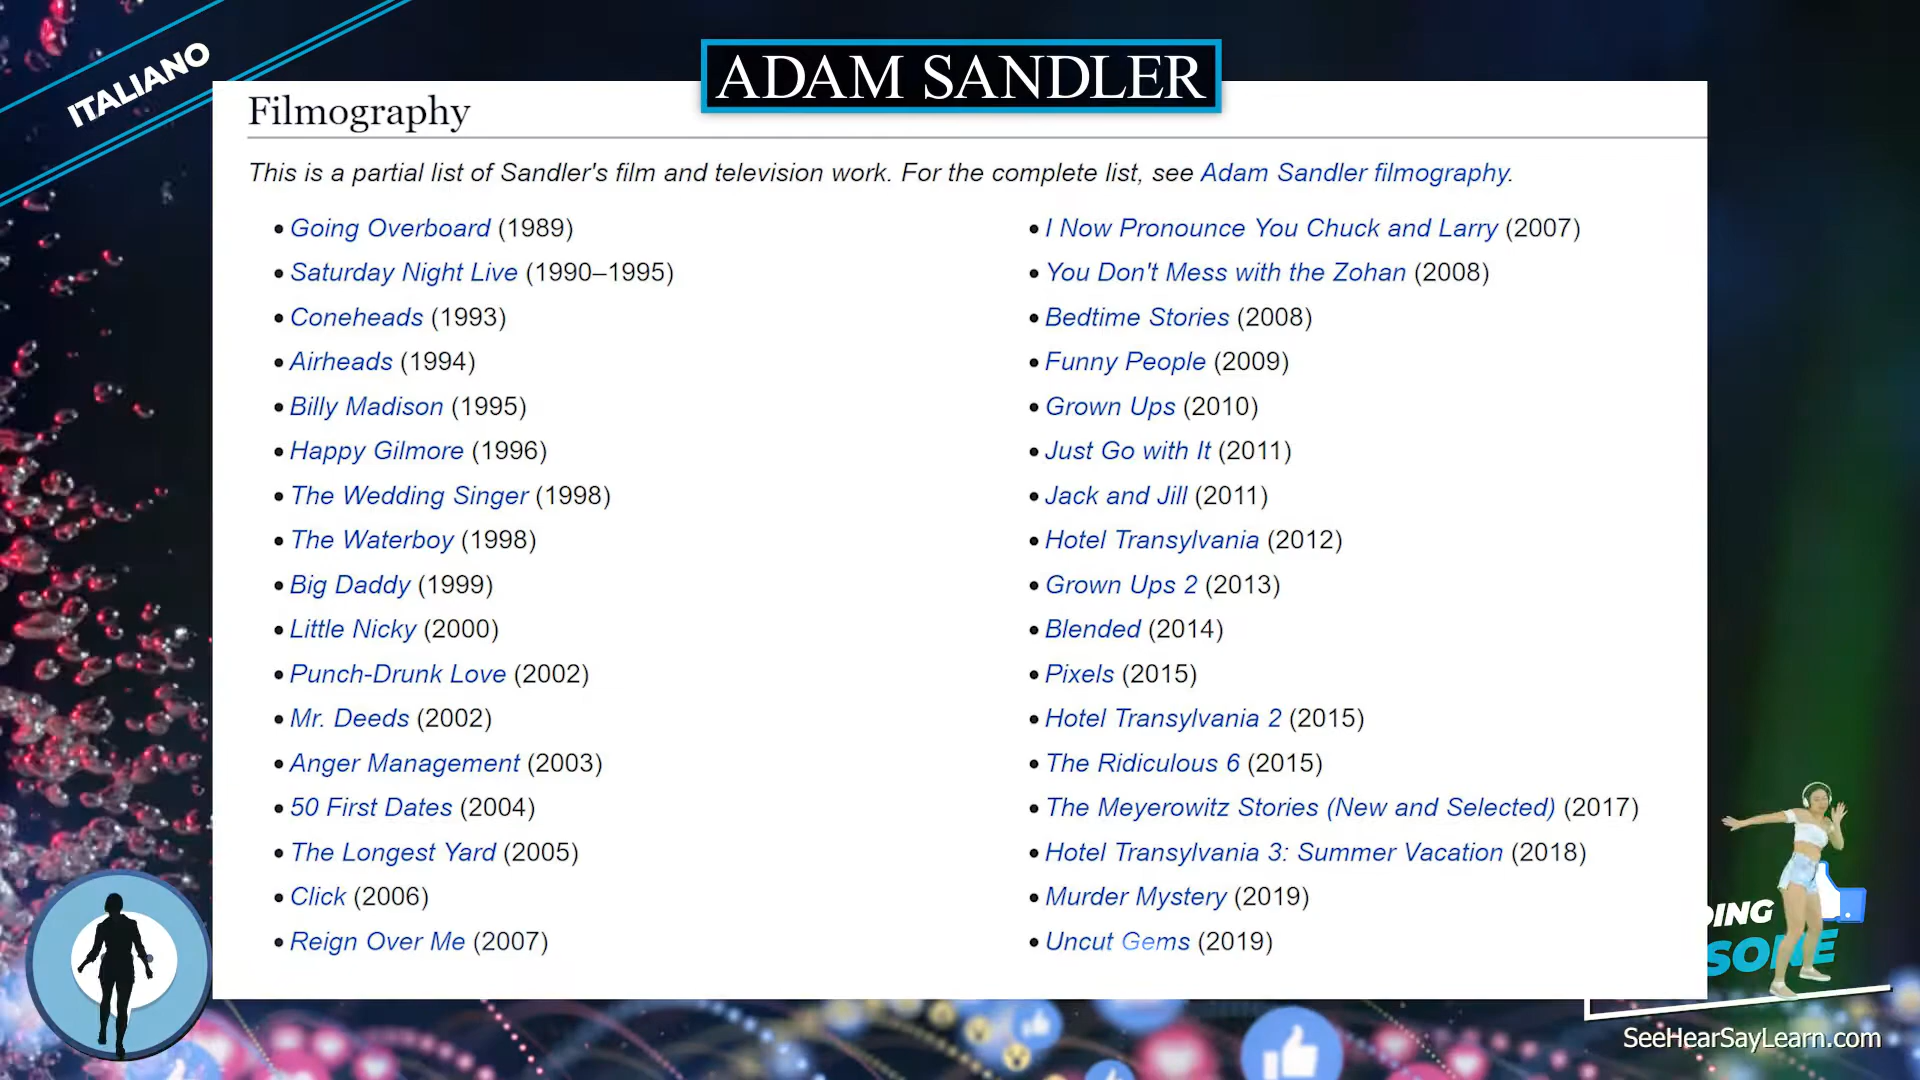 ITALIANO
ADAM SANDLER
Filmography
This is a partial list of Sandler's film and television work. For the complete list, see Adam Sandler filmography.
• Going Overboard (1989)
• Saturday Night Live (1990–1995)
• Coneheads (1993)
• Airheads (1994)
• Billy Madison (1995)
• Happy Gilmore (1996)
• The Wedding Singer (1998)
• The Waterboy (1998)
• Big Daddy (1999)
• Little Nicky (2000)
• Punch-Drunk Love (2002)
• Mr. Deeds (2002)
• Anger Management (2003)
• 50 First Dates (2004)
• The Longest Yard (2005)
• Click (2006)
• Reign Over Me (2007)
• I Now Pronounce You Chuck and Larry (2007)
• You Don't Mess with the Zohan (2008)
• Bedtime Stories (2008)
• Funny People (2009)
• Grown Ups (2010)
• Just Go with It (2011)
• Jack and Jill (2011)
• Hotel Transylvania (2012)
• Grown Ups 2 (2013)
• Blended (2014)
• Pixels (2015)
• Hotel Transylvania 2 (2015)
• The Ridiculous 6 (2015)
• The Meyerowitz Stories (New and Selected) (2017)
• Hotel Transylvania 3: Summer Vacation (2018)
• Murder Mystery (2019)
• Uncut Gems (2019)
SeeHearSayLearn.com